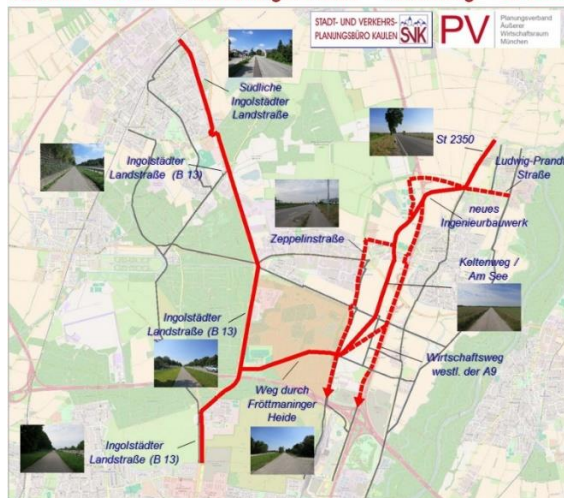 STADT- UND VERKEHRS-
PLANUNGSBÜRO KAULEN
SVK
PV
Planungsverband
Äußerer
Wirtschaftsraum
München
Südliche
Ingolstädter
Landstraße
St 2350
Ingolstädter
Landstraße (B 13)
Ludwig-Prandtl
Straße
neues
Ingenieurbauwerk
Zeppelinstraße
Keltenweg /
Am See
Ingolstädter
Landstraße (B 13)
Wirtschaftsweg
westl. der A9
Weg durch
Fröttmaninger
Heide
Ingolstädter
Landstraße (B 13)